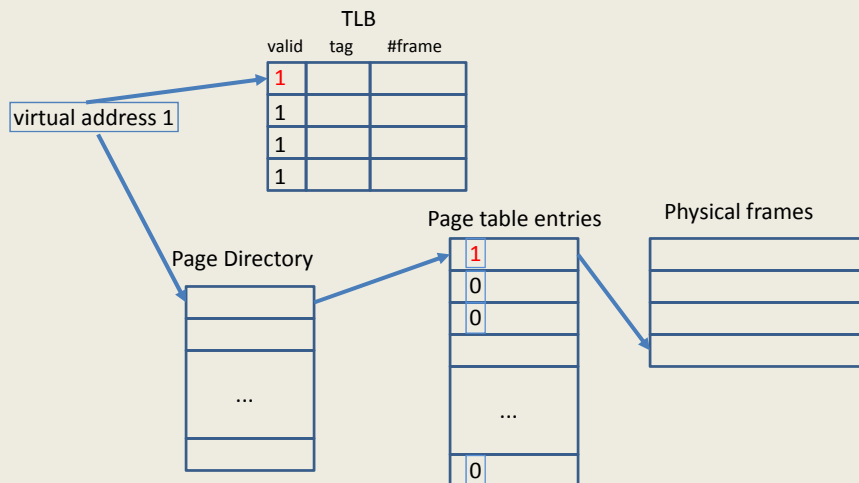 TLB
valid tag #frame
1
virtual address 1
1
1
1
Page table entries
Physical frames
Page Directory
1
0
0
...
...
0